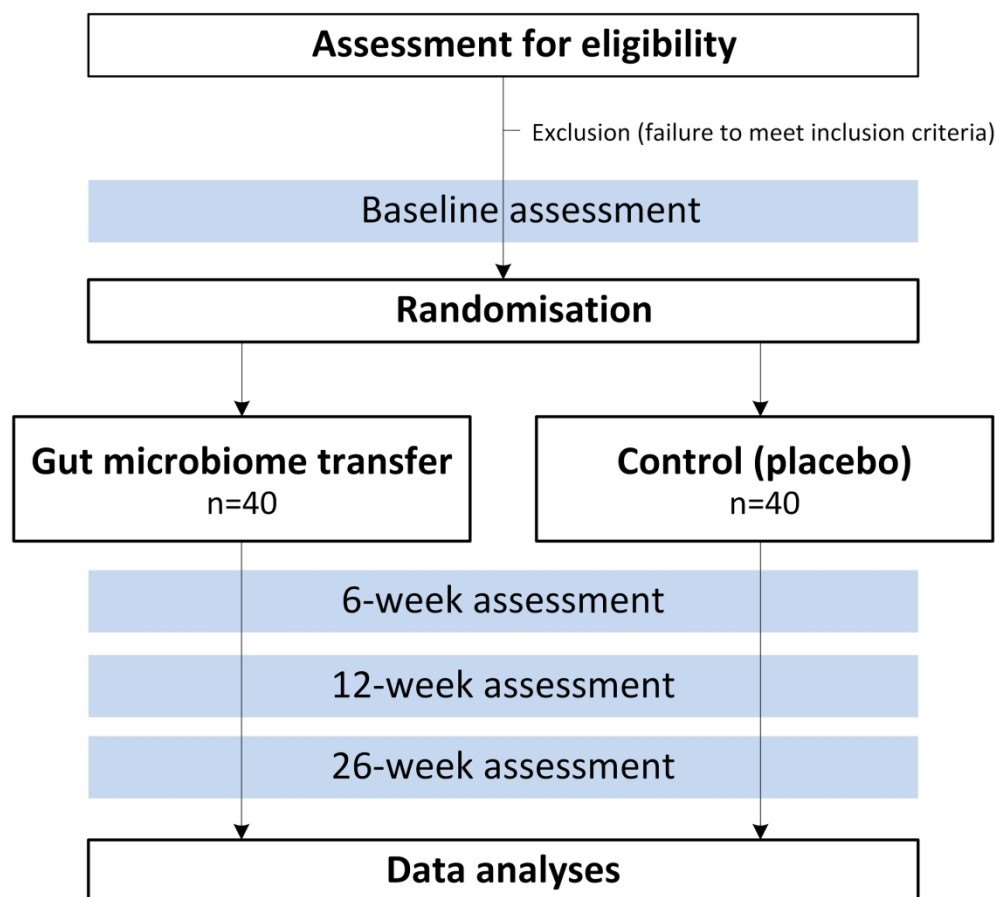 Assessment for eligibility
Exclusion (failure to meet inclusion criteria)
Baseline assessment
Randomisation
Gut microbiome transfer
n=40
Control (placebo)
n=40
6-week assessment
12-week assessment
26-week assessment
Data analyses